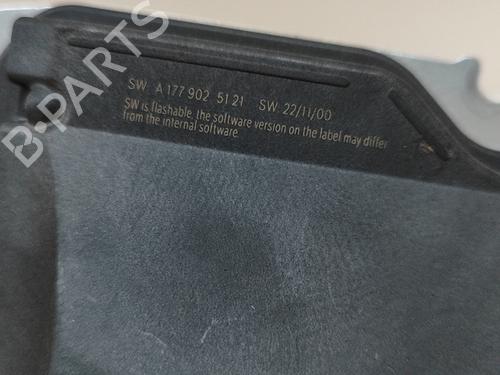 SW A 177 902 51 21 SW 22/11/00
SW is flashable, the software version on the label may differ
from the internal software.
B-PARTS